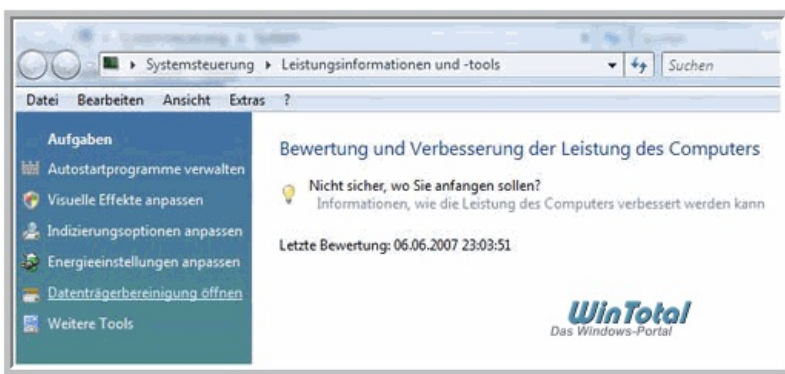 Systemsteuerung ▸ Leistungsinformationen und -tools
Suchen
Datei Bearbeiten Ansicht Extras ?
Aufgaben
Autostartprogramme verwalten
Visuelle Effekte anpassen
Indizierungsoptionen anpassen
Energieeinstellungen anpassen
Datenträgerbereinigung öffnen
Weitere Tools
Bewertung und Verbesserung der Leistung des Computers
Nicht sicher, wo Sie anfangen sollen?
Informationen, wie die Leistung des Computers verbessert werden kann
Letzte Bewertung: 06.06.2007 23:03:51
WinTotal
Das Windows-Portal